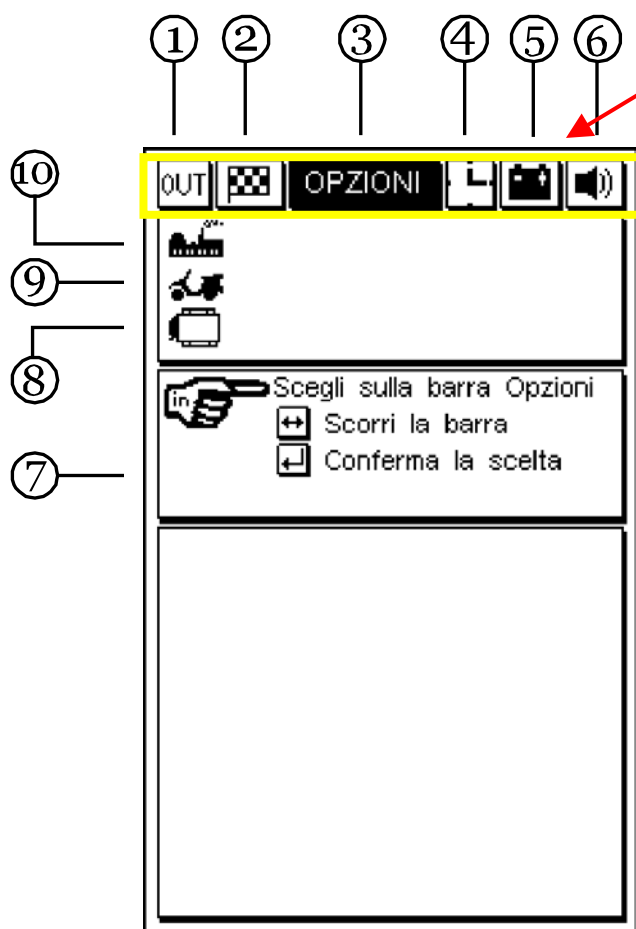 1 2 3 4 5 6
OUT OPZIONI
10
9
8
in Scegli sulla barra Opzioni
Scorri la barra
Conferma la scelta
7